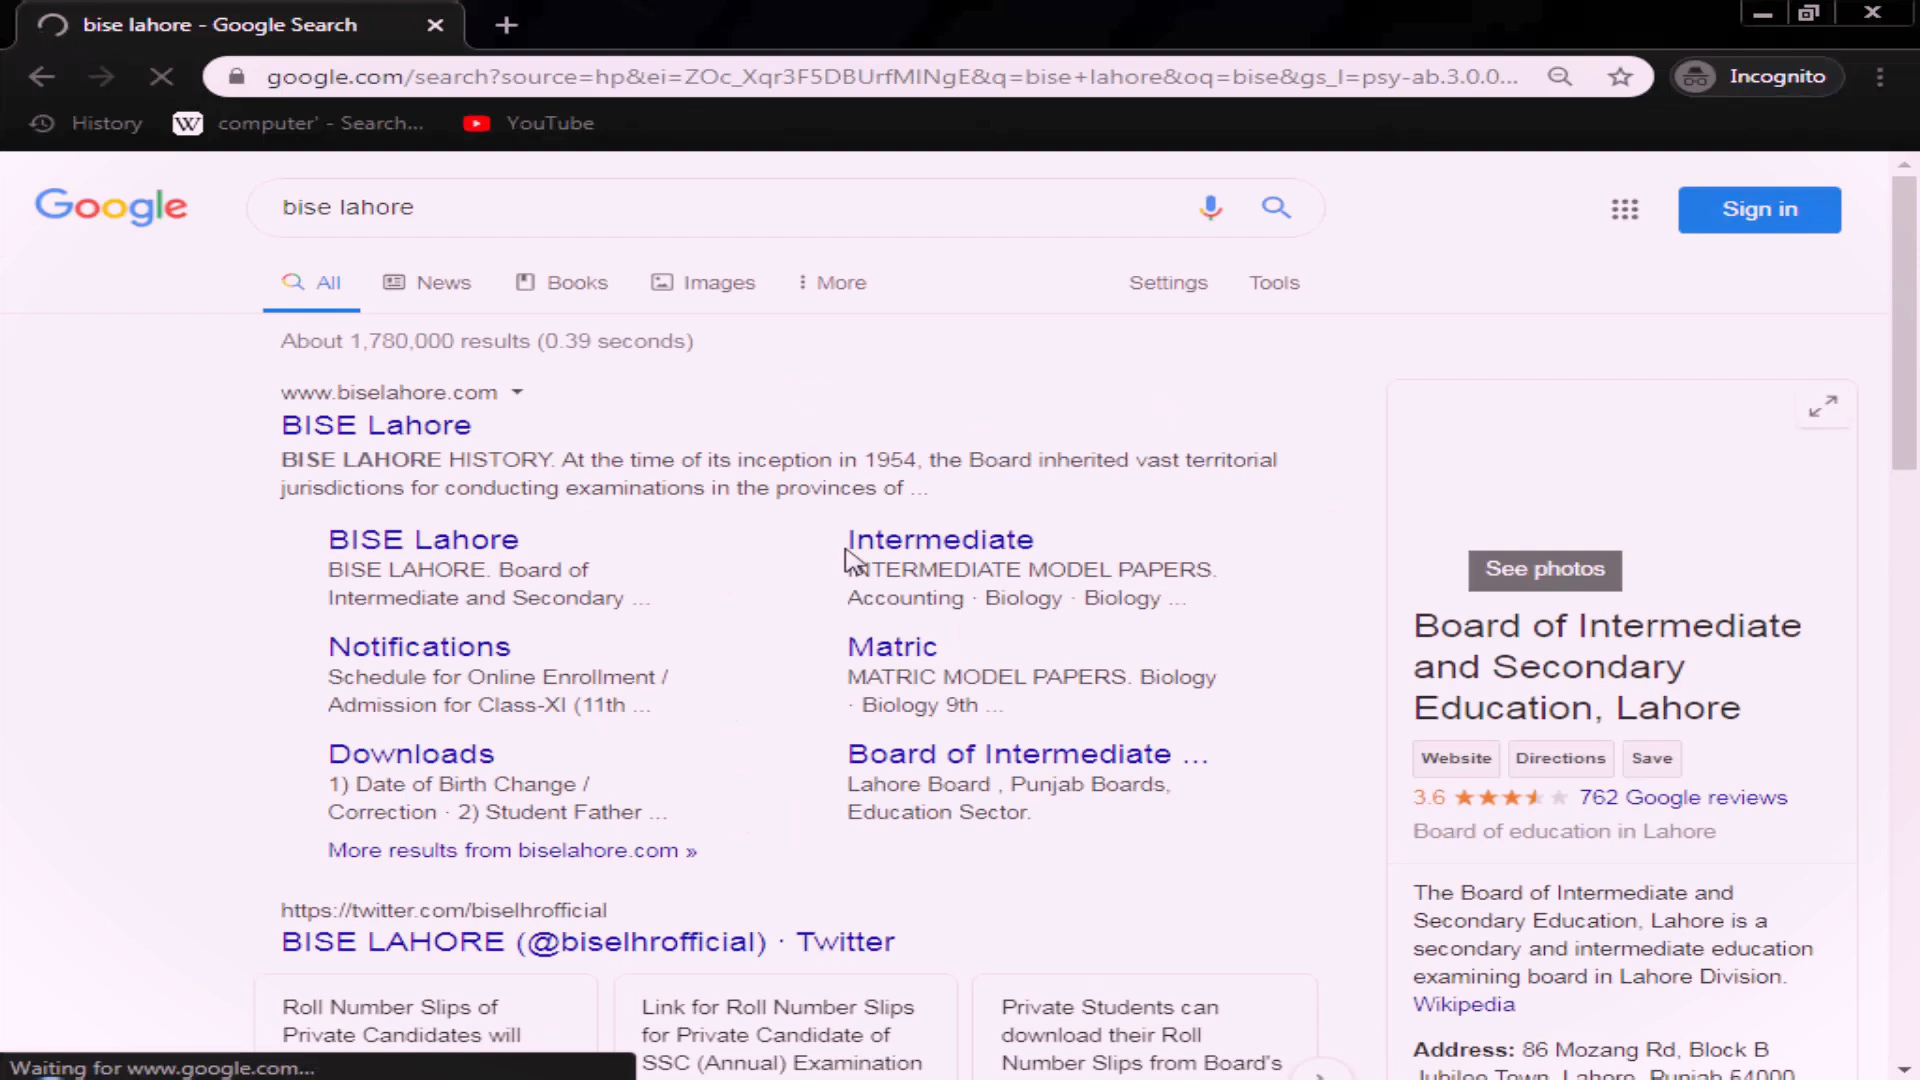 bise lahore - Google Search
google.com/search?source=hp&ei=ZOc_Xqr3F5DBUrfMINgE&q=bise+lahore&oq=bise&gs_l=psy-ab.3.0.0...
Incognito
History
computer' - Search...
YouTube
Google
bise lahore
Sign in
All
News
Books
Images
More
Settings
Tools
About 1,780,000 results (0.39 seconds)
www.biselahore.com
BISE Lahore
BISE LAHORE HISTORY. At the time of its inception in 1954, the Board inherited vast territorial
jurisdictions for conducting examinations in the provinces of ...
BISE Lahore
BISE LAHORE. Board of
Intermediate and Secondary ...
Intermediate
INTERMEDIATE MODEL PAPERS.
Accounting · Biology · Biology ...
Notifications
Schedule for Online Enrollment /
Admission for Class-XI (11th ...
Matric
MATRIC MODEL PAPERS. Biology
· Biology 9th ...
Downloads
1) Date of Birth Change /
Correction · 2) Student Father ...
Board of Intermediate ...
Lahore Board , Punjab Boards,
Education Sector.
More results from biselahore.com »
https://twitter.com/biselhrofficial
BISE LAHORE (@biselhrofficial) · Twitter
Roll Number Slips of
Private Candidates will
Link for Roll Number Slips
for Private Candidate of
SSC (Annual) Examination
Private Students can
download their Roll
Number Slips from Board's
See photos
Board of Intermediate
and Secondary
Education, Lahore
Website
Directions
Save
3.6
762 Google reviews
Board of education in Lahore
The Board of Intermediate and
Secondary Education, Lahore is a
secondary and intermediate education
examining board in Lahore Division.
Wikipedia
Address: 86 Mozang Rd, Block B
Jubilee Town, Lahore, Punjab 54000
Waiting for www.google.com...